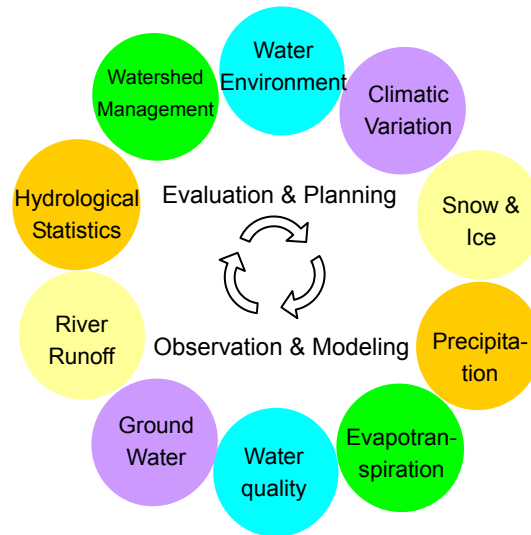 Water
Environment
Climatic
Variation
Snow &
Ice
Precipita-
tion
Evapotran-
spiration
Water
quality
Ground
Water
River
Runoff
Hydrological
Statistics
Watershed
Management
Evaluation & Planning
Observation & Modeling